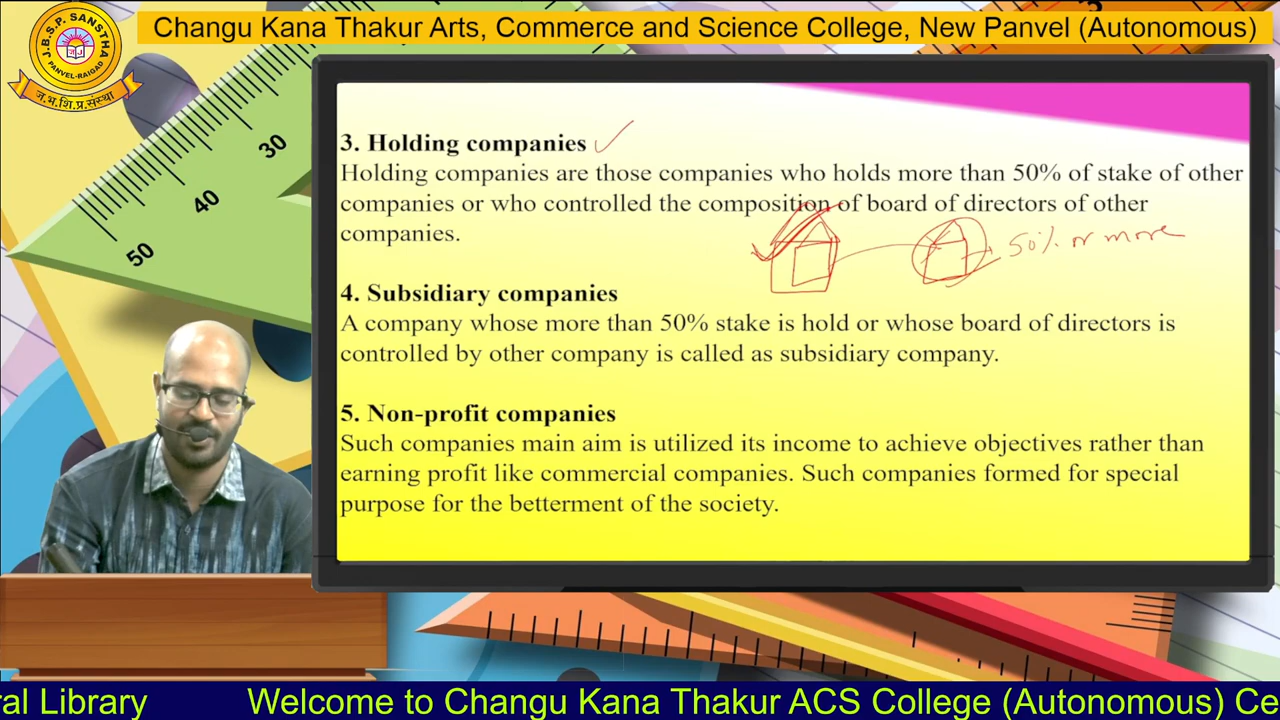 Changu Kana Thakur Arts, Commerce and Science College, New Panvel (Autonomous)
J.B.S.P. SANSTHA
PANVEL-RAIGAD
ज.भ.शि.प्र.संस्था
30
40
50
3. Holding companies
Holding companies are those companies who holds more than 50% of stake of other
companies or who controlled the composition of board of directors of other
companies.
50% or more
4. Subsidiary companies
A company whose more than 50% stake is hold or whose board of directors is
controlled by other company is called as subsidiary company.
5. Non-profit companies
Such companies main aim is utilized its income to achieve objectives rather than
earning profit like commercial companies. Such companies formed for special
purpose for the betterment of the society.
ral Library Welcome to Changu Kana Thakur ACS College (Autonomous) Ce